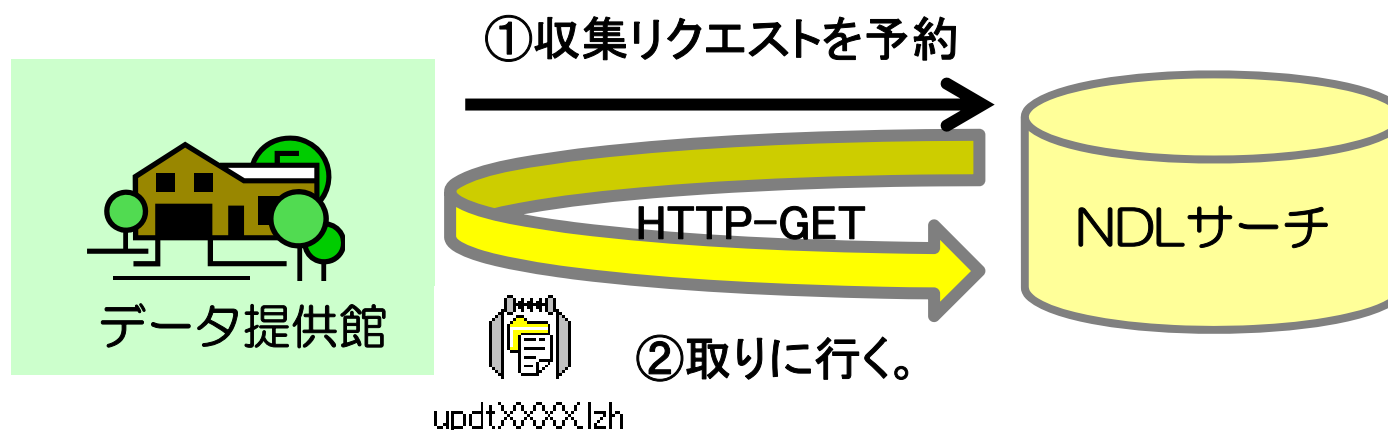 ①収集リクエストを予約
HTTP-GET
NDLサーチ
データ提供館
②取りに行く。
updtXXXX.lzh